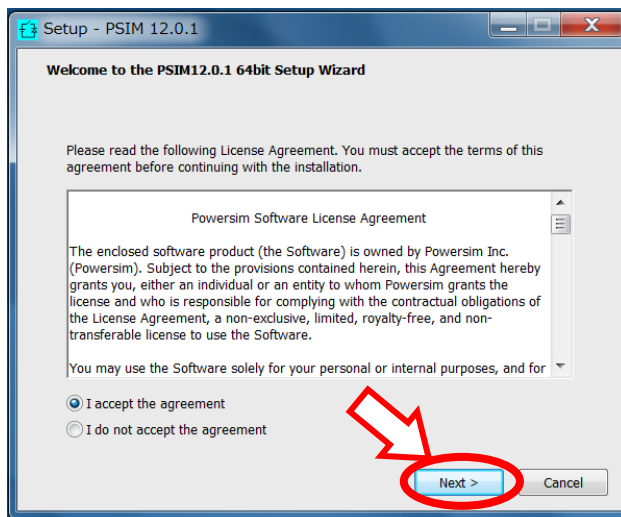 Setup - PSIM 12.0.1
Welcome to the PSIM12.0.1 64bit Setup Wizard
Please read the following License Agreement. You must accept the terms of this
agreement before continuing with the installation.
Powersim Software License Agreement
The enclosed software product (the Software) is owned by Powersim Inc.
(Powersim). Subject to the provisions contained herein, this Agreement hereby
grants you, either an individual or an entity to whom Powersim grants the
license and who is responsible for complying with the contractual obligations of
the License Agreement, a non-exclusive, limited, royalty-free, and non-
transferable license to use the Software.
You may use the Software solely for your personal or internal purposes, and for
I accept the agreement
I do not accept the agreement
Next >
Cancel